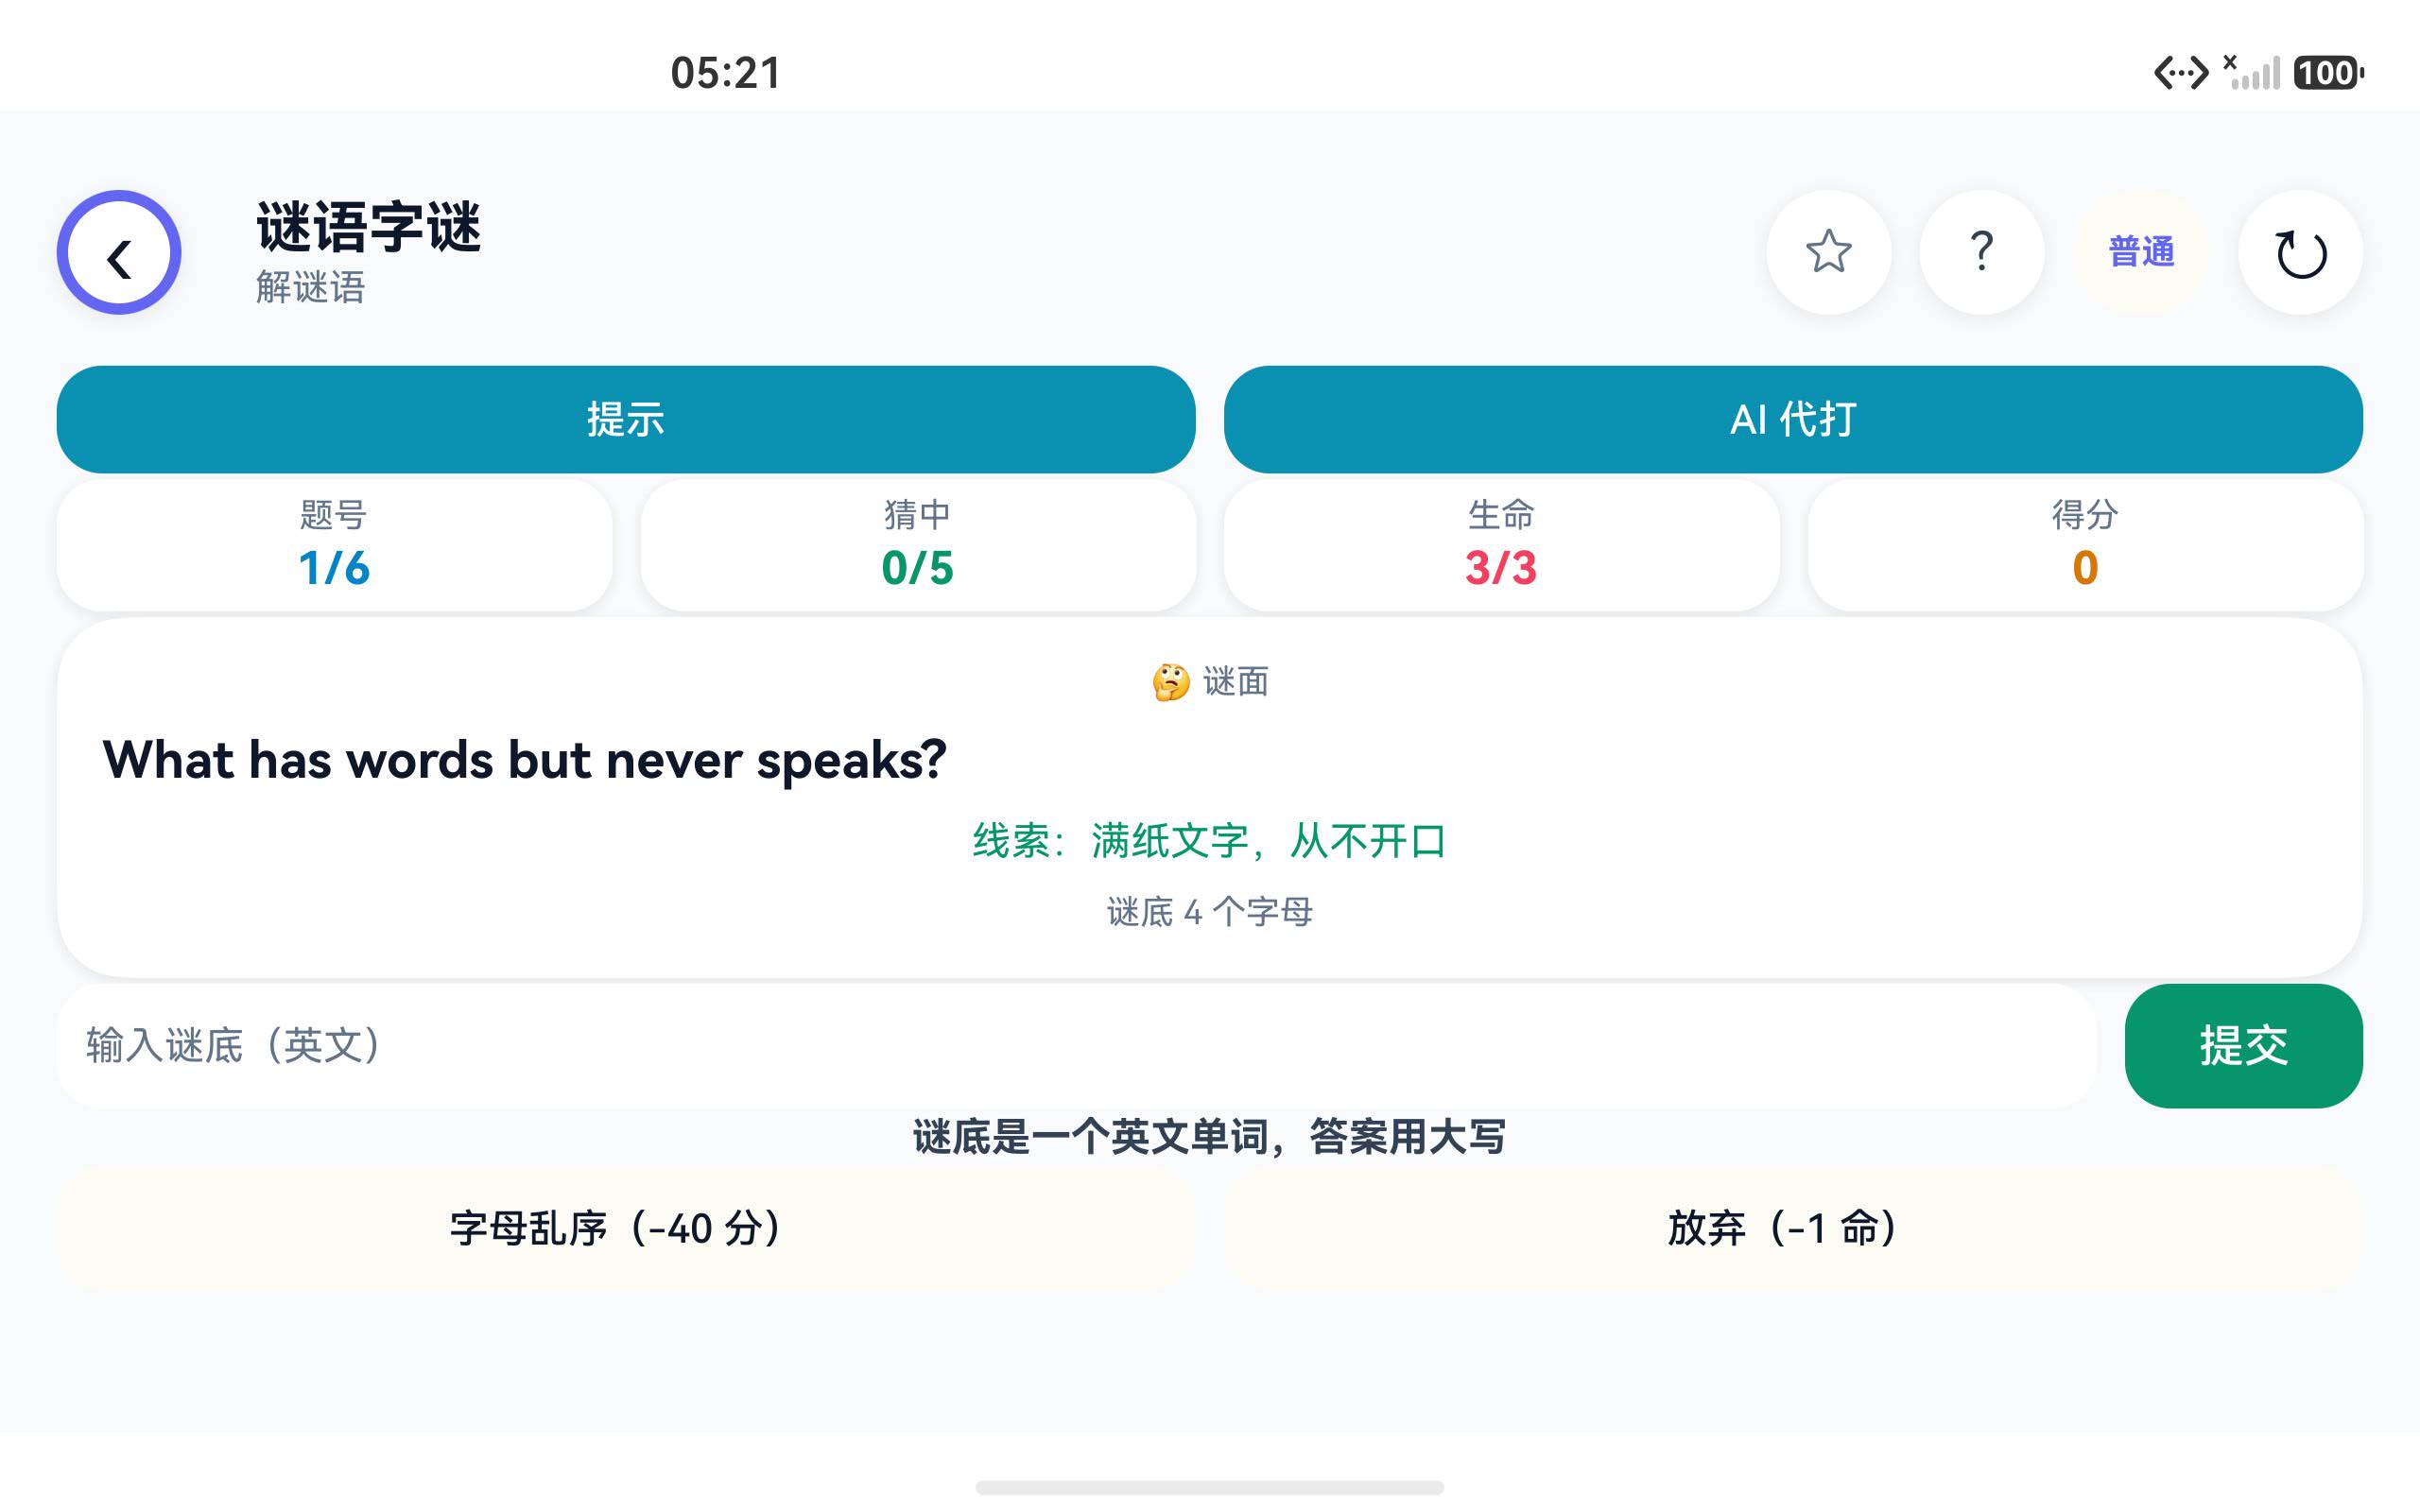 05:21
100
谜语字谜
解谜语
?
普通
提示
AI 代打
题号
1/6
猜中
0/5
生命
3/3
得分
0
🤔 谜面
What has words but never speaks?
线索：满纸文字，从不开口
谜底 4 个字母
输入谜底（英文）
提交
谜底是一个英文单词，答案用大写
字母乱序（-40 分）
放弃（-1 命）